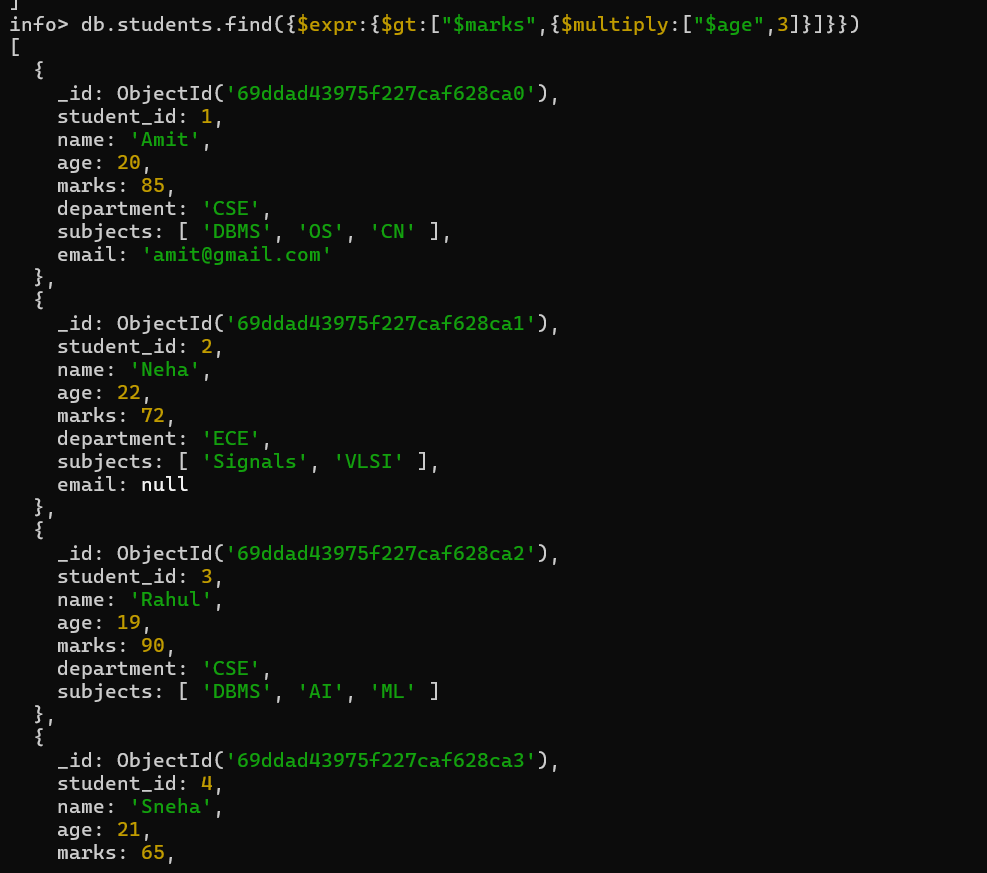 ]
info> db.students.find({$expr:{$gt:["$marks",{$multiply:["$age",3]}]}})
[
  {
    _id: ObjectId('69ddad43975f227caf628ca0'),
    student_id: 1,
    name: 'Amit',
    age: 20,
    marks: 85,
    department: 'CSE',
    subjects: [ 'DBMS', 'OS', 'CN' ],
    email: 'amit@gmail.com'
  },
  {
    _id: ObjectId('69ddad43975f227caf628ca1'),
    student_id: 2,
    name: 'Neha',
    age: 22,
    marks: 72,
    department: 'ECE',
    subjects: [ 'Signals', 'VLSI' ],
    email: null
  },
  {
    _id: ObjectId('69ddad43975f227caf628ca2'),
    student_id: 3,
    name: 'Rahul',
    age: 19,
    marks: 90,
    department: 'CSE',
    subjects: [ 'DBMS', 'AI', 'ML' ]
  },
  {
    _id: ObjectId('69ddad43975f227caf628ca3'),
    student_id: 4,
    name: 'Sneha',
    age: 21,
    marks: 65,